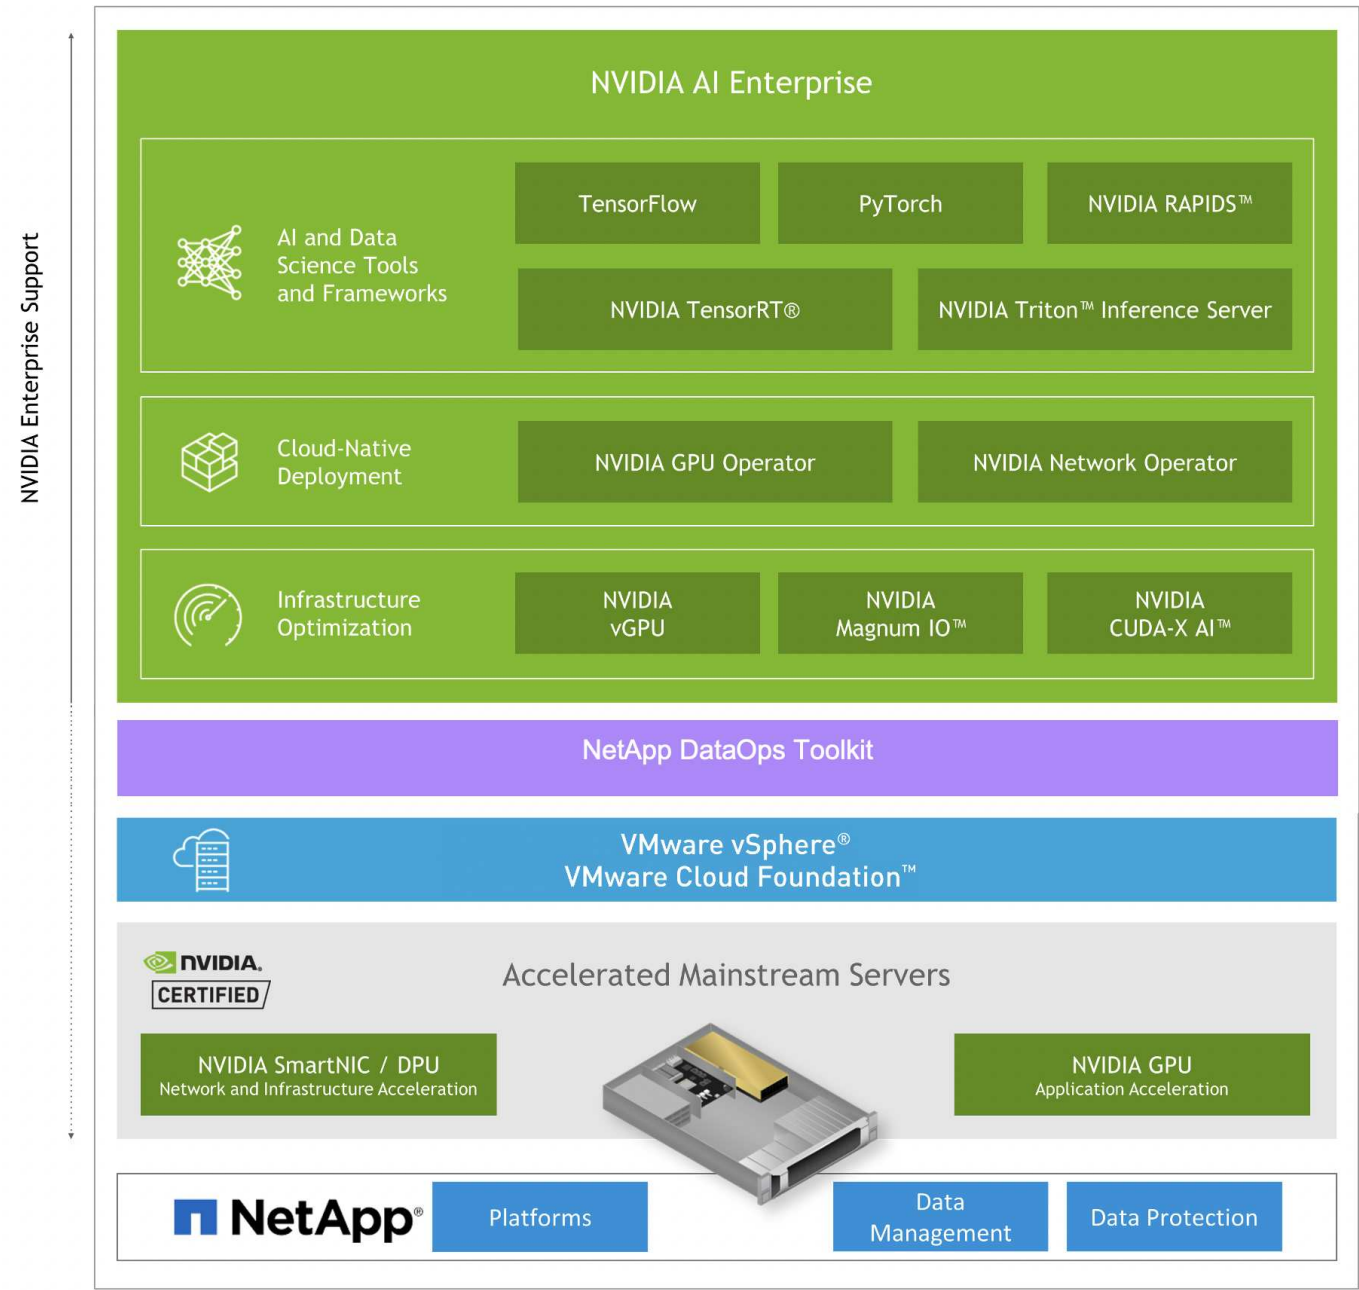 NVIDIA Enterprise Support
NVIDIA AI Enterprise
AI and Data
Science Tools
and Frameworks
TensorFlow
PyTorch
NVIDIA RAPIDS™
NVIDIA TensorRT®
NVIDIA Triton™ Inference Server
Cloud-Native
Deployment
NVIDIA GPU Operator
NVIDIA Network Operator
Infrastructure
Optimization
NVIDIA
vGPU
NVIDIA
Magnum IO™
NVIDIA
CUDA-X AI™
NetApp DataOps Toolkit
VMware vSphere®
VMware Cloud Foundation™
NVIDIA.
CERTIFIED
Accelerated Mainstream Servers
NVIDIA SmartNIC / DPU
Network and Infrastructure Acceleration
NVIDIA GPU
Application Acceleration
NetApp®
Platforms
Data
Management
Data Protection